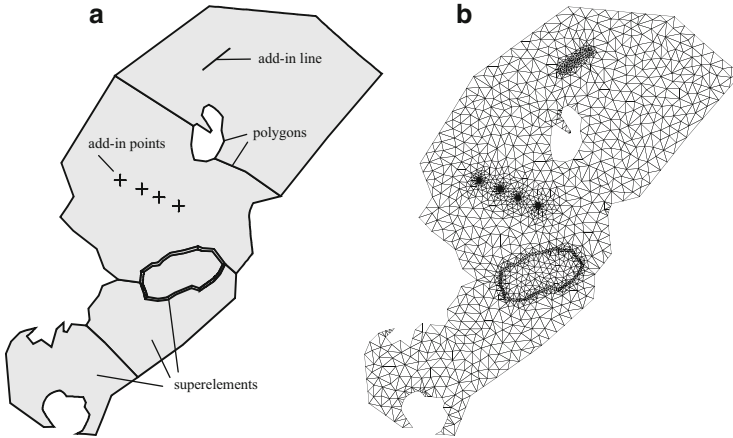 a
b
add-in line
polygons
add-in points
superelements